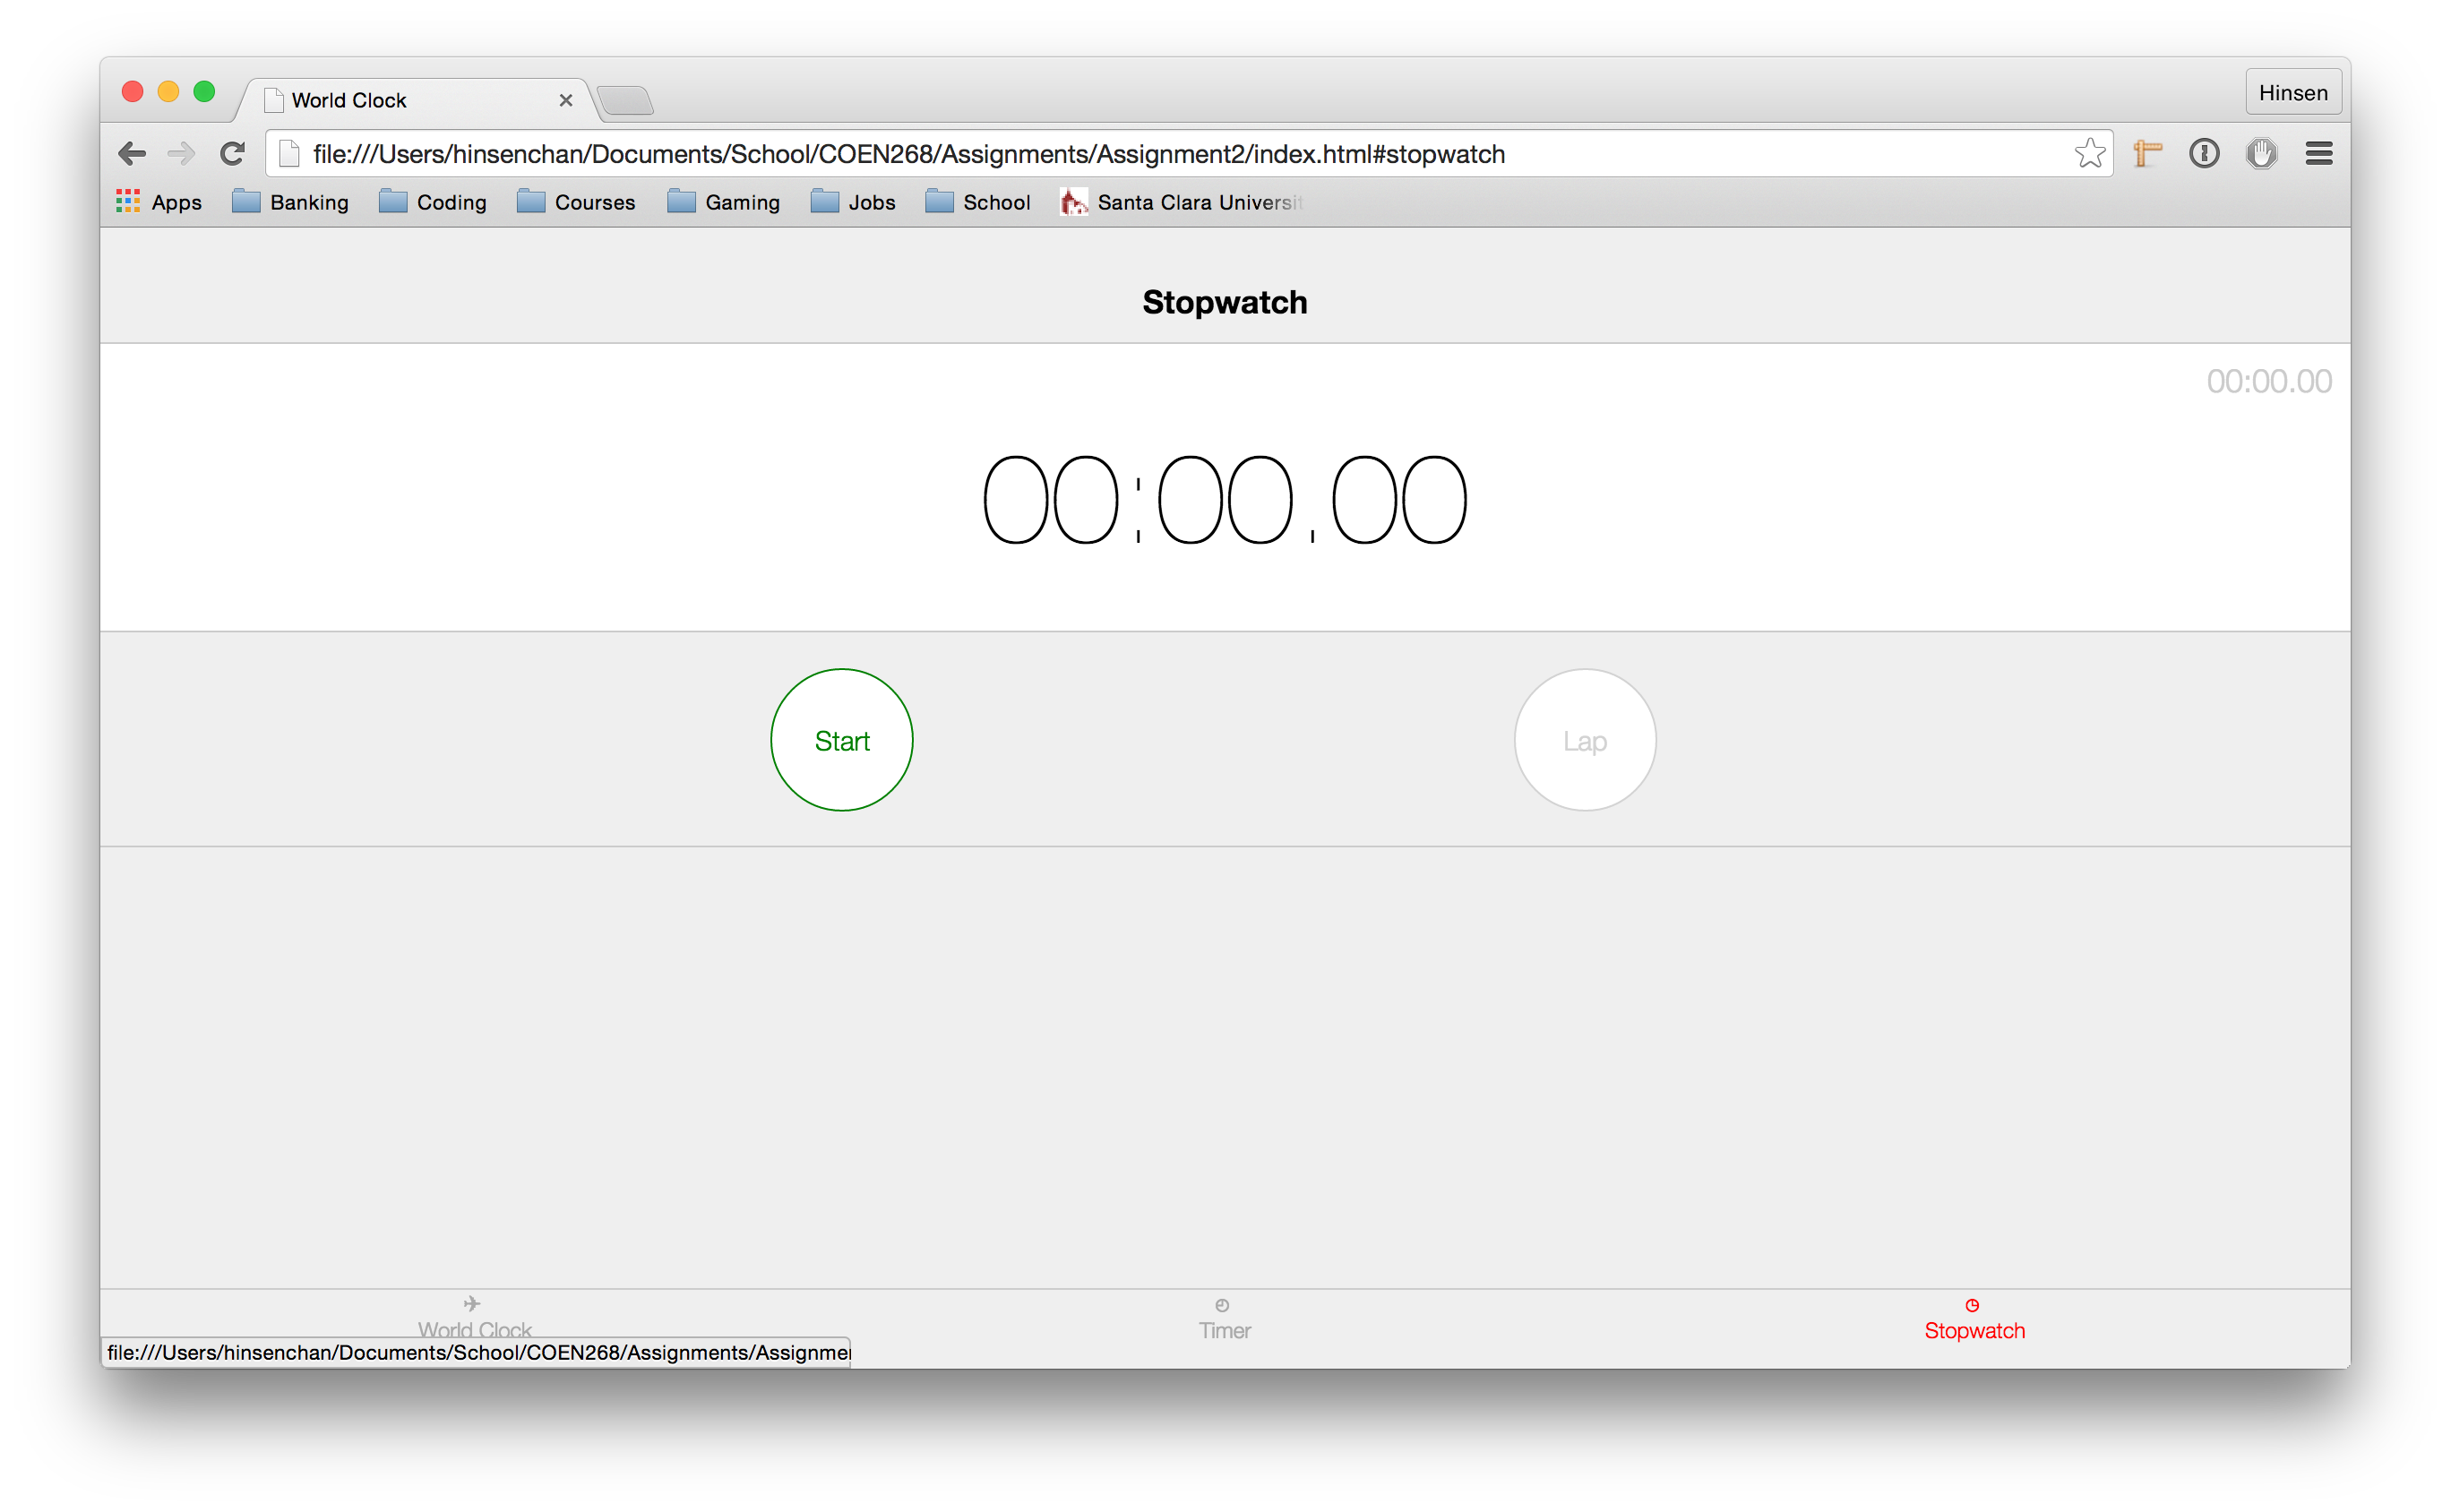 World Clock
Hinsen
file:///Users/hinsenchan/Documents/School/COEN268/Assignments/Assignment2/index.html#stopwatch
Apps Banking Coding Courses Gaming Jobs School Santa Clara Universit
Stopwatch
00:00.00
00:00.00
Start Lap
World Clock Timer Stopwatch
file:///Users/hinsenchan/Documents/School/COEN268/Assignments/Assignme